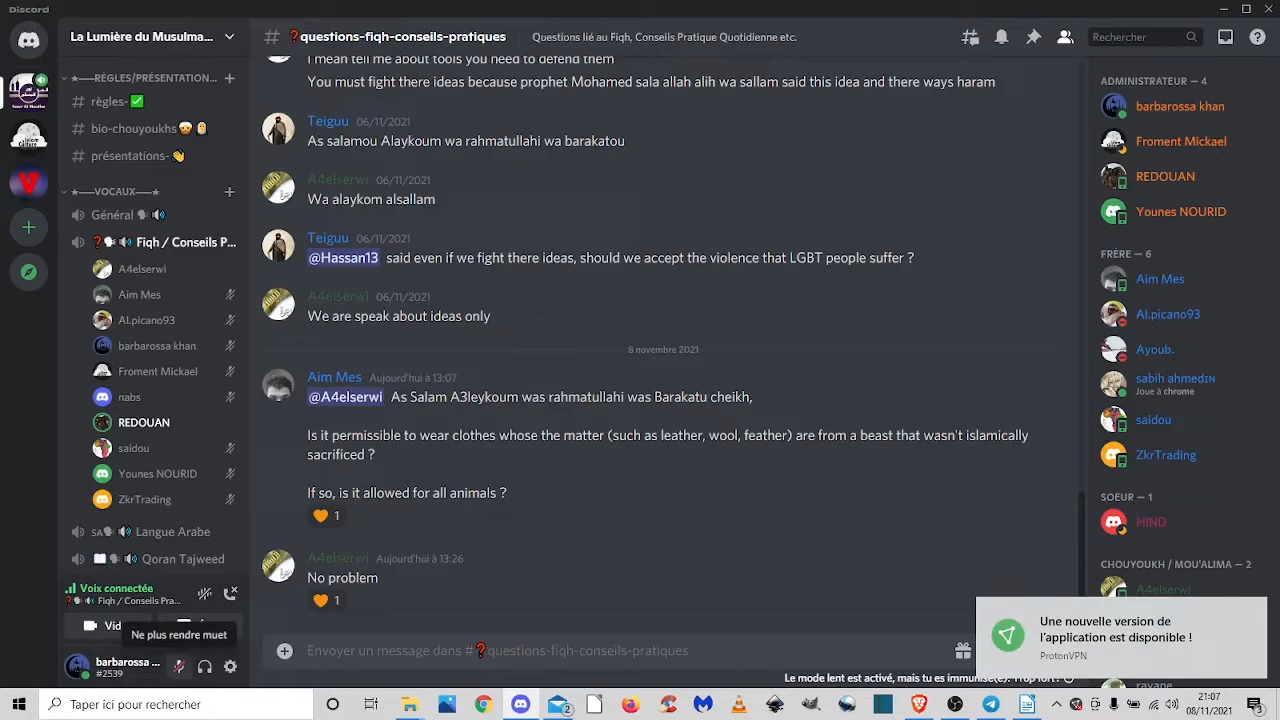 Discord
La Lumière du Musulma...
★——RÈGLES/PRÉSENTATION...
règles-✅
bio-chouyoukhs
présentations-👋
★——VOCAUX——★
Général
Fiqh / Conseils P...
A4elserwi
Aim Mes
Al.picano93
barbarossa khan
Froment Mickael
nabs
REDOUAN
saidou
Younes NOURID
ZkrTrading
SA Langue Arabe
Qoran Tajweed
Voix connectée
Fiqh / Conseils Pra...
Vid
Ne plus rendre muet
barbarossa ...
#2539
# ❓questions-fiqh-conseils-pratiques
Questions lié au Fiqh, Conseils Pratique Quotidienne etc.
Rechercher
I mean tell me about tools you need to defend them
You must fight there ideas because prophet Mohamed sala allah alih wa sallam said this idea and there ways haram
Teiguu 06/11/2021
As salamou Alaykoum wa rahmatullahi wa barakatou
A4elserwi 06/11/2021
Wa alaykom alsallam
Teiguu 06/11/2021
@Hassan13 said even if we fight there ideas, should we accept the violence that LGBT people suffer ?
A4elserwi 06/11/2021
We are speak about ideas only
8 novembre 2021
Aim Mes Aujourd'hui à 13:07
@A4elserwi As Salamu Aleykoum was rahmatullahi was Barakatu cheikh,
Is it permissible to wear clothes whose the matter (such as leather, wool, feather) are from a beast that wasn't islamically
sacrificed ?
If so, is it allowed for all animals ?
🧡 1
A4elserwi Aujourd'hui à 13:26
No problem
🧡 1
Envoyer un message dans #❓questions-fiqh-conseils-pratiques
Le mode lent est activé, mais tu es immunisé(e). Trop fort !
ADMINISTRATEUR — 4
barbarossa khan
Froment Mickael
REDOUAN
Younes NOURID
FRÈRE — 6
Aim Mes
Al.picano93
Ayoub.
sabih ahmedɪɴ
Joue à chrome
saidou
ZkrTrading
SOEUR — 1
HIND
CHOUYOUKH / MOU'ALIMA — 2
A4elserwi
Une nouvelle version de
l'application est disponible !
ProtonVPN
Taper ici pour rechercher
21:07
08/11/2021